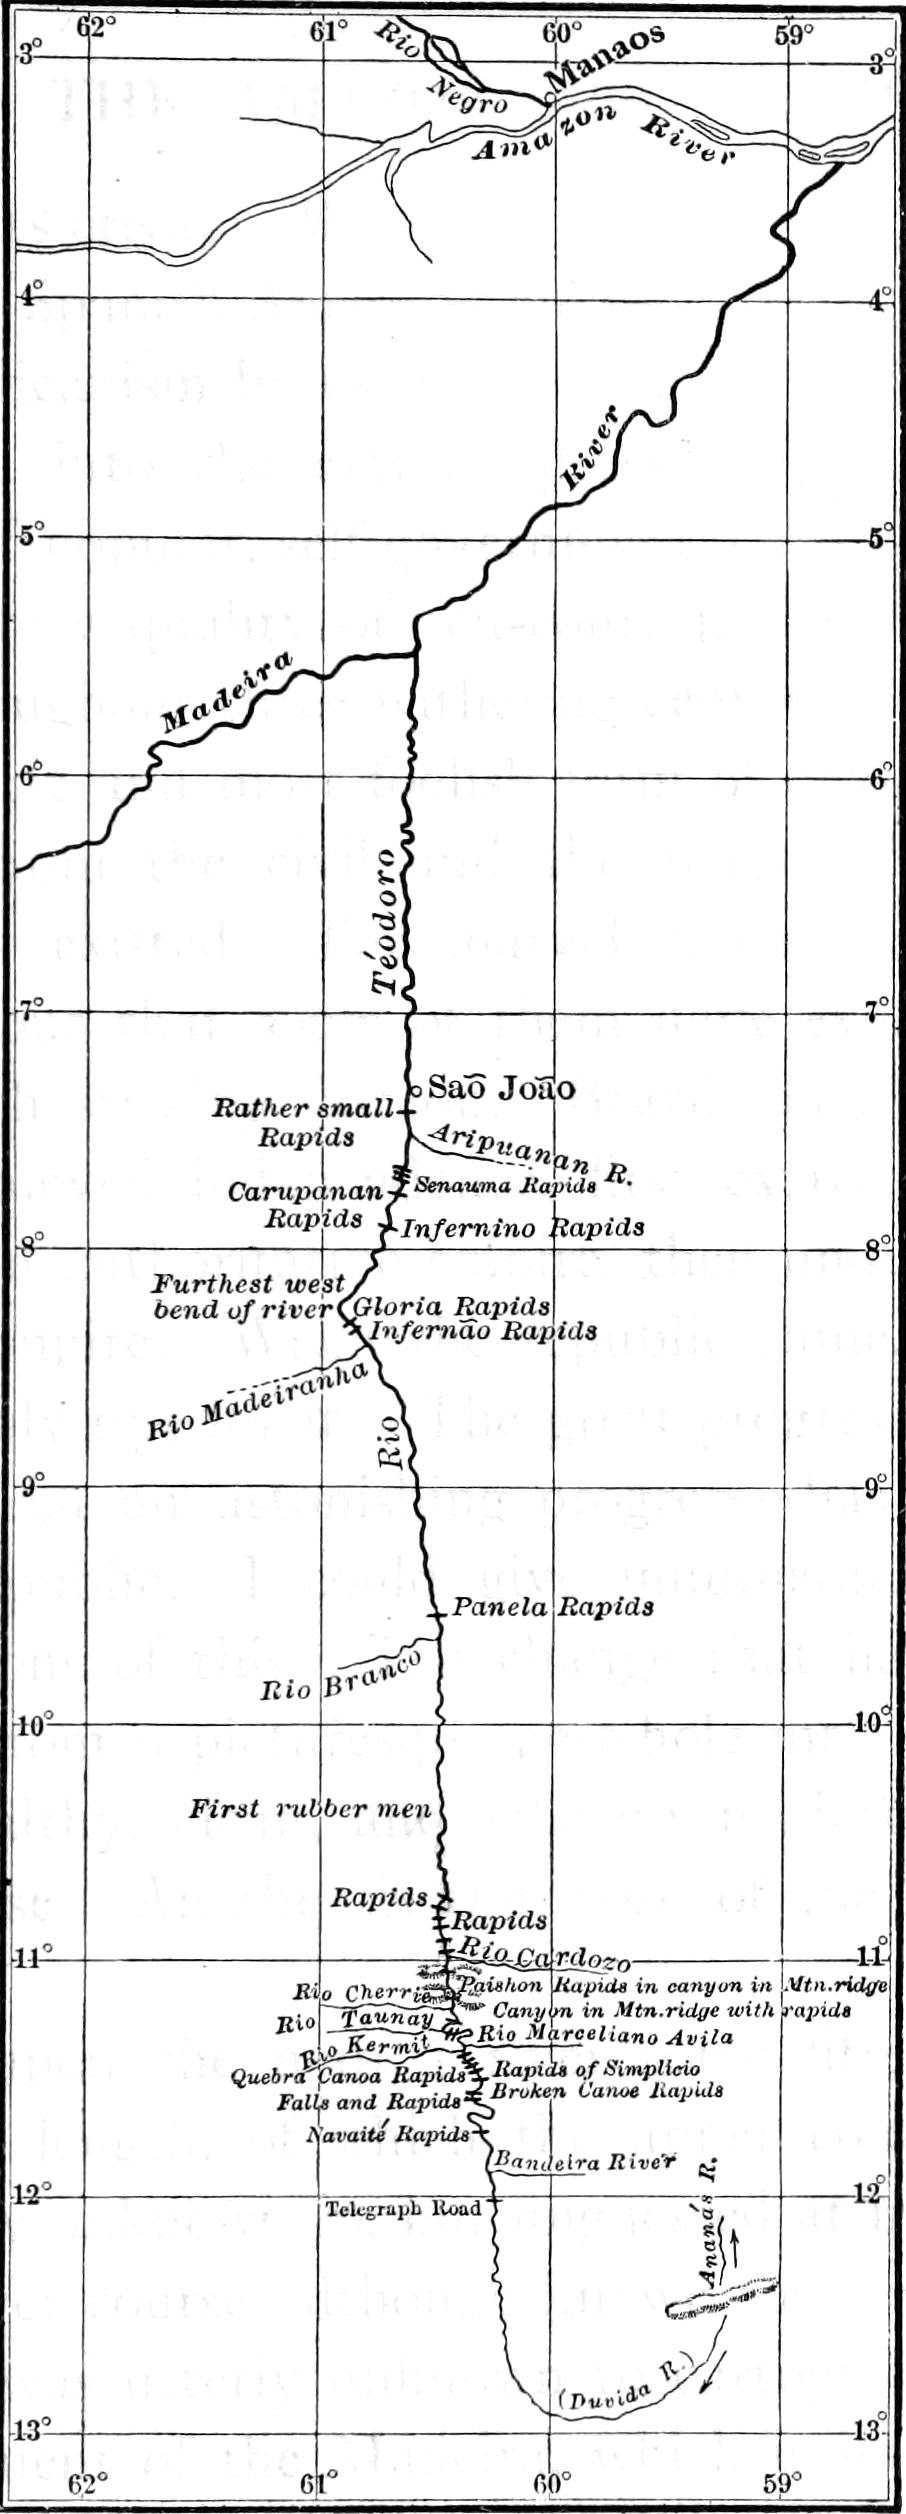 62° 61° 60° 59°
3° 3°
Rio
Negro
Manaos
Amazon River
4° 4°
River
5° 5°
Madeira
6° 6°
Téodoro
7° 7°
Saõ João
Rather small
Rapids
Aripuanan R.
Senauma Rapids
Carupanan
Rapids
Infernino Rapids
8° 8°
Furthest west
bend of river
Gloria Rapids
Infernão Rapids
Rio Madeiranha
Rio
9° 9°
Panela Rapids
Rio Branco
10° 10°
First rubber men
Rapids
Rapids
Rio Cardozo
11° 11°
Paishon Rapids in canyon in Mtn. ridge
Rio Cherrie
Canyon in Mtn. ridge with rapids
Rio Taunay
Rio Marceliano Avila
Rio Kermit
Rapids of Simplicio
Quebra Canoa Rapids
Broken Canoe Rapids
Falls and Rapids
Navaité Rapids
Bandeira River
Ananás R.
12° 12°
Telegraph Road
(Duvida R.)
13° 13°
62° 61° 60° 59°